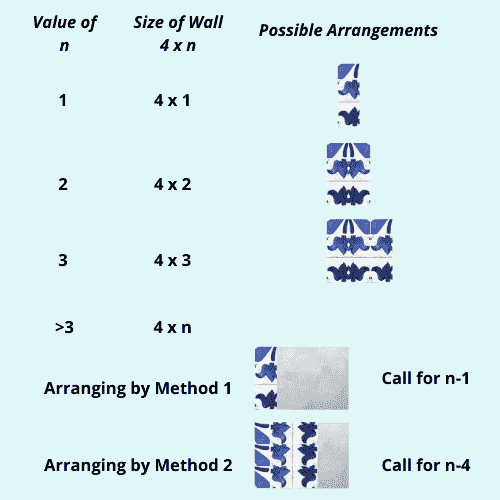 Value of n
Size of Wall 4 x n
Possible Arrangements
1 4 x 1
2 4 x 2
3 4 x 3
>3 4 x n
Arranging by Method 1 Call for n-1
Arranging by Method 2 Call for n-4